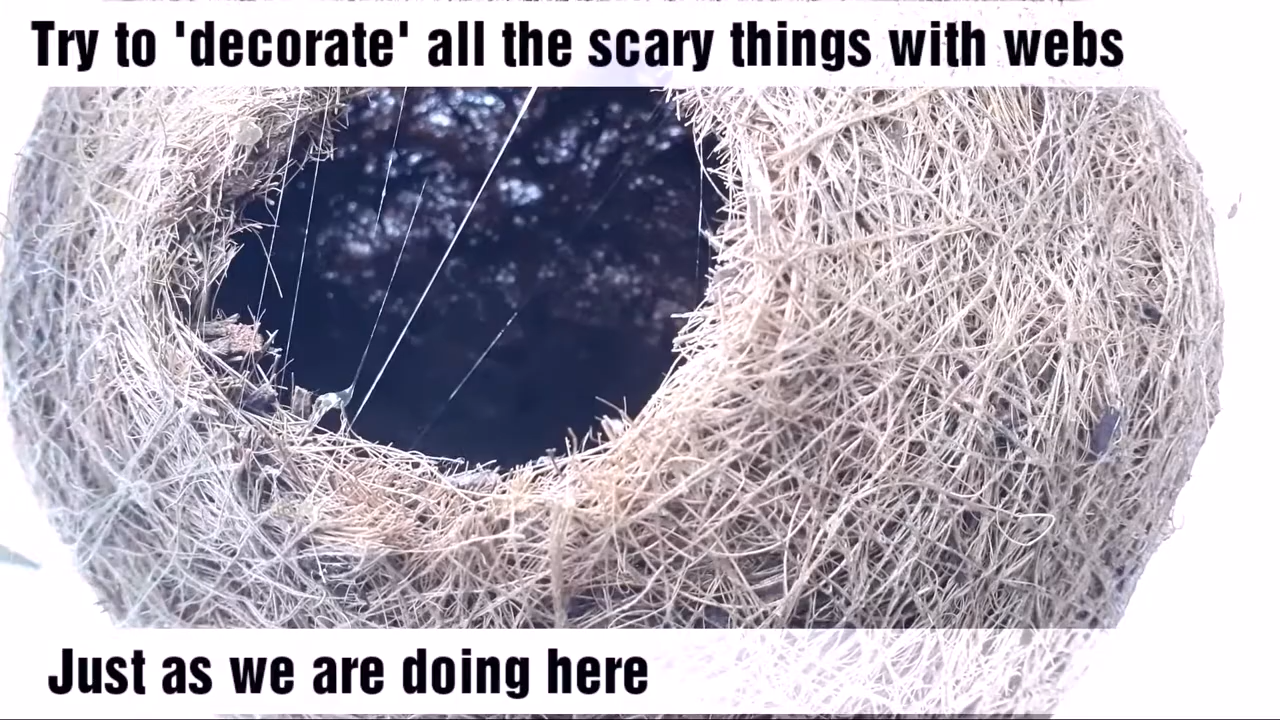 Try to 'decorate' all the scary things with webs
Just as we are doing here